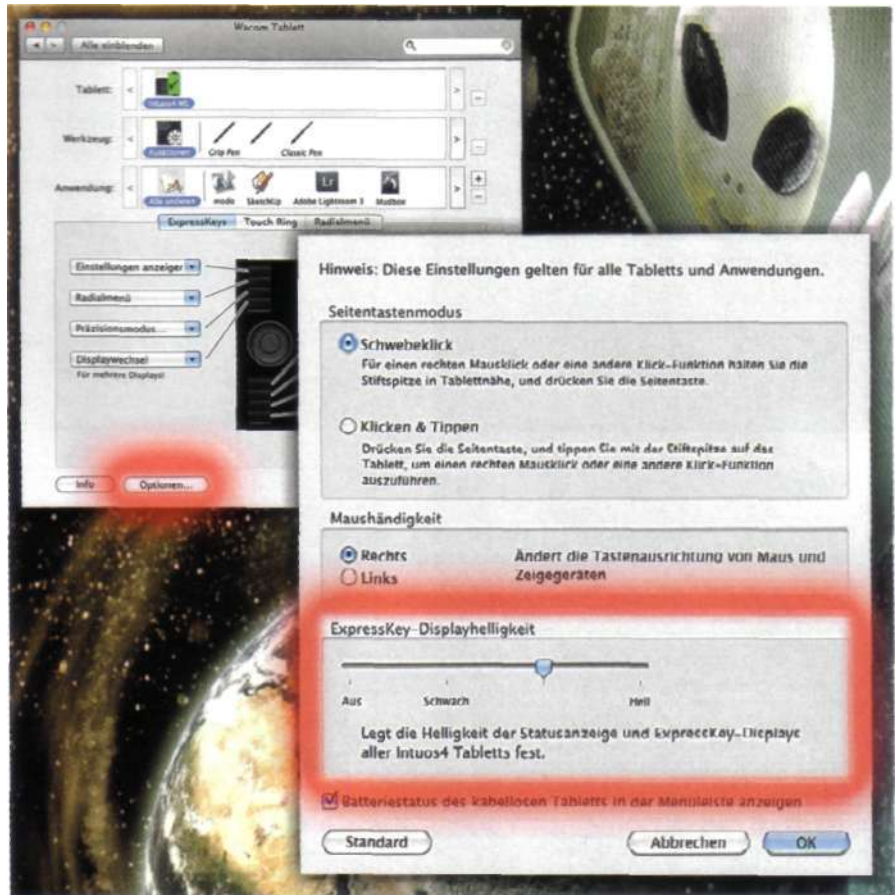 Wacom Tablett
Alle einblenden
Tablett:
Intuos4 WL
Werkzeug:
Funktionen
Grip Pen
Classic Pen
Anwendung:
Alle anderen
modo
SketchUp
Adobe Lightroom 3
Mudbox
ExpressKeys
Touch Ring
Radialmenü
Einstellungen anzeigen
Radialmenü
Präzisionsmodus...
Displaywechsel
Für mehrere Displays!
Info
Optionen...
Hinweis: Diese Einstellungen gelten für alle Tabletts und Anwendungen.
Seitentastenmodus
Schwebeklick
Für einen rechten Mausklick oder eine andere Klick-Funktion halten Sie die
Stiftspitze in Tablettnähe, und drücken Sie die Seitentaste.
Klicken & Tippen
Drücken Sie die Seitentaste, und tippen Sie mit der Stiftspitze auf das
Tablett, um einen rechten Mausklick oder eine andere Klick-Funktion
auszuführen.
Maushändigkeit
Rechts
Links
Ändert die Tastenausrichtung von Maus und
Zeigegeräten
ExpressKey-Displayhelligkeit
Aus
Schwach
Hell
Legt die Helligkeit der Statusanzeige und ExpressKey-Displays
aller Intuos4 Tabletts fest.
Batteriestatus des kabellosen Tabletts in der Menüleiste anzeigen
Standard
Abbrechen
OK